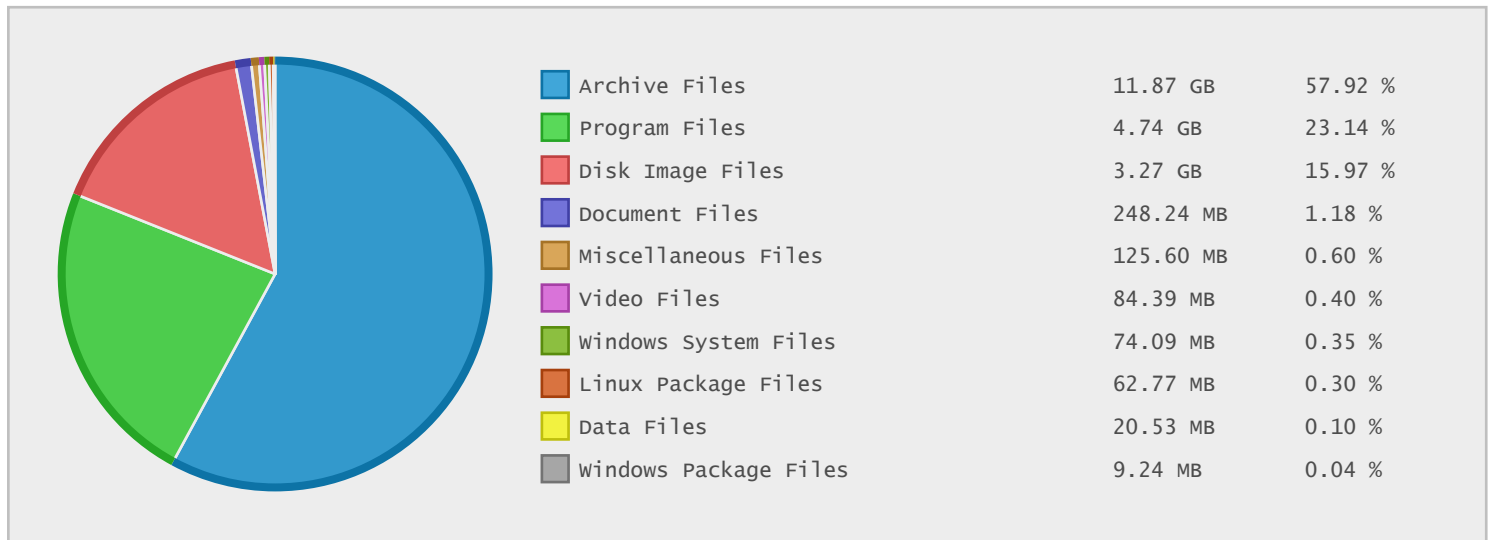 Archive Files 11.87 GB 57.92 %
Program Files 4.74 GB 23.14 %
Disk Image Files 3.27 GB 15.97 %
Document Files 248.24 MB 1.18 %
Miscellaneous Files 125.60 MB 0.60 %
Video Files 84.39 MB 0.40 %
Windows System Files 74.09 MB 0.35 %
Linux Package Files 62.77 MB 0.30 %
Data Files 20.53 MB 0.10 %
Windows Package Files 9.24 MB 0.04 %